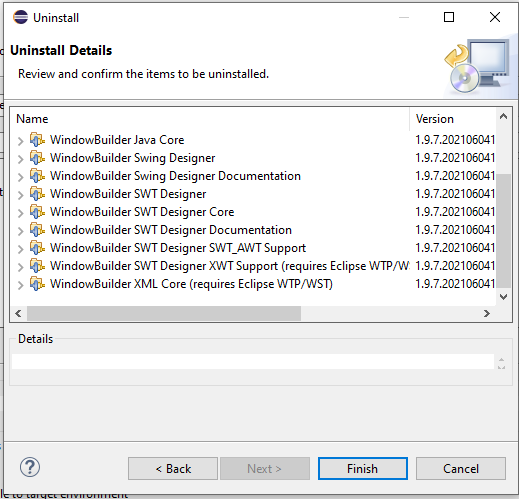 Uninstall
Uninstall Details
Review and confirm the items to be uninstalled.
Name Version
WindowBuilder Java Core 1.9.7.202106041
WindowBuilder Swing Designer 1.9.7.202106041
WindowBuilder Swing Designer Documentation 1.9.7.202106041
WindowBuilder SWT Designer 1.9.7.202106041
WindowBuilder SWT Designer Core 1.9.7.202106041
WindowBuilder SWT Designer Documentation 1.9.7.202106041
WindowBuilder SWT Designer SWT_AWT Support 1.9.7.202106041
WindowBuilder SWT Designer XWT Support (requires Eclipse WTP/W 1.9.7.202106041
WindowBuilder XML Core (requires Eclipse WTP/WST) 1.9.7.202106041
Details
? < Back Next > Finish Cancel
le to target environment